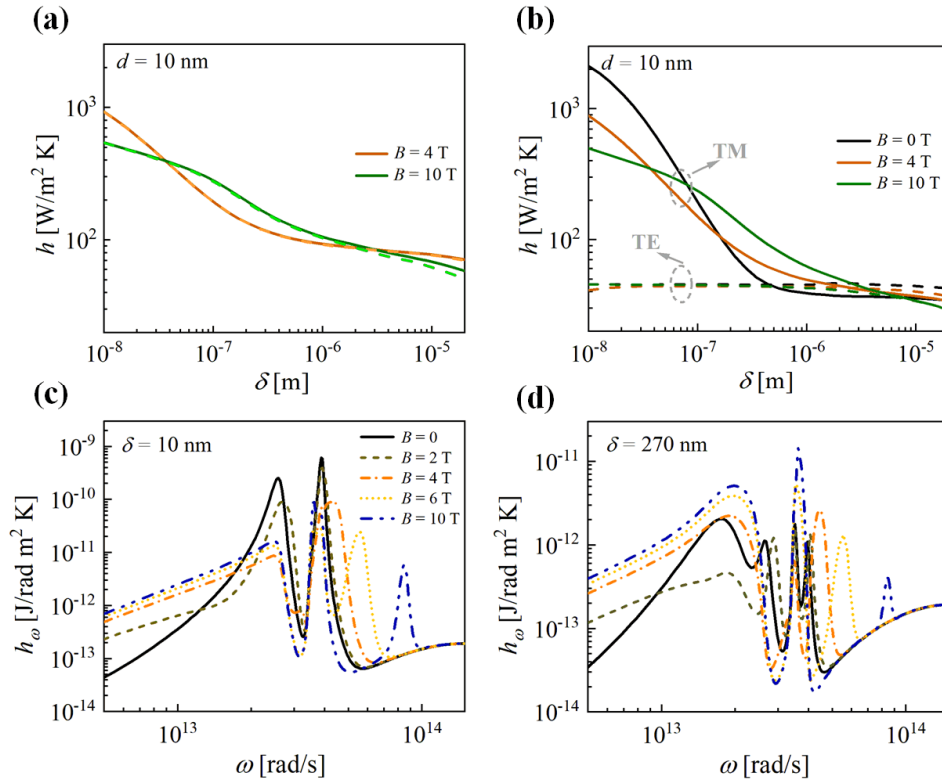 (a)
d = 10 nm
B = 4 T
B = 10 T
10³
10²
h [W/m² K]
10⁻⁸ 10⁻⁷ 10⁻⁶ 10⁻⁵
δ [m]
(b)
d = 10 nm
B = 0 T
B = 4 T
B = 10 T
TM
TE
10³
10²
h [W/m² K]
10⁻⁸ 10⁻⁷ 10⁻⁶ 10⁻⁵
δ [m]
(c)
δ = 10 nm
B = 0
B = 2 T
B = 4 T
B = 6 T
B = 10 T
10⁻⁹
10⁻¹⁰
10⁻¹¹
10⁻¹²
10⁻¹³
10⁻¹⁴
hω [J/rad m² K]
10¹³ 10¹⁴
ω [rad/s]
(d)
δ = 270 nm
10⁻¹¹
10⁻¹²
10⁻¹³
10⁻¹⁴
hω [J/rad m² K]
10¹³ 10¹⁴
ω [rad/s]